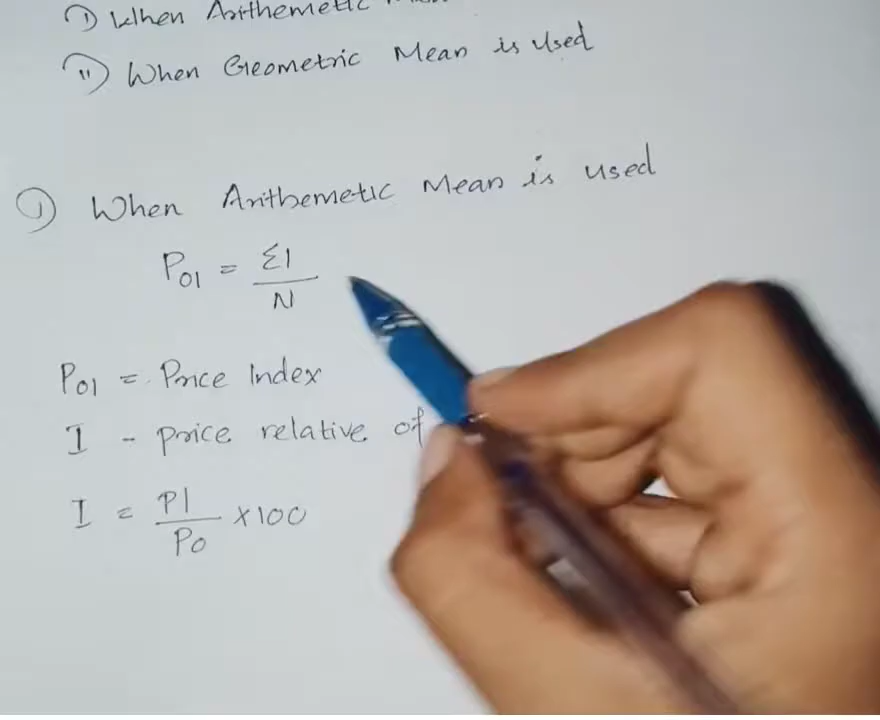 (i) When Arithemetic
(ii) When Geometric Mean is Used
(i) When Arithemetic Mean is used
P01 = ΣI
N
P01 = Price Index
I - price relative of
I = P1 × 100
P0